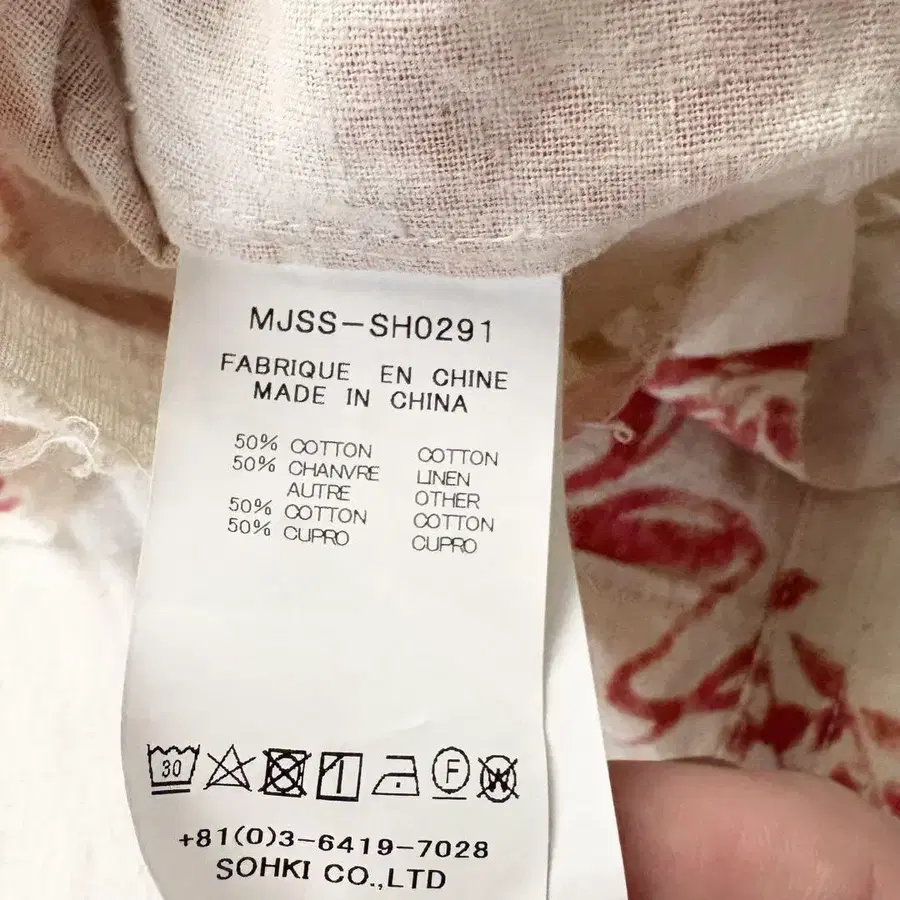 MJSS-SH0291
FABRIQUE EN CHINE
MADE IN CHINA
50% COTTON COTTON
50% CHANVRE LINEN
AUTRE OTHER
50% COTTON COTTON
50% CUPRO CUPRO
30 F W
+81(0)3-6419-7028
SOHKI CO.,LTD